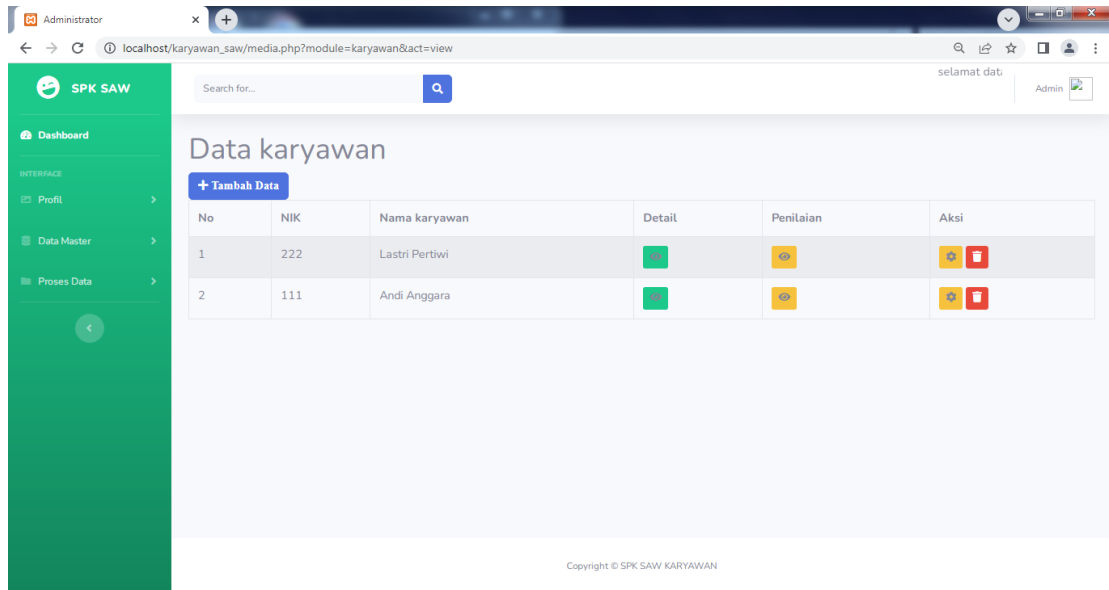 Administrator
localhost/karyawan_saw/media.php?module=karyawan&act=view
SPK SAW
Search for...
selamat data
Admin
Dashboard
INTERFACE
Profil
Data Master
Proses Data
Data karyawan
+ Tambah Data
No NIK Nama karyawan Detail Penilaian Aksi
1 222 Lastri Pertiwi
2 111 Andi Anggara
Copyright © SPK SAW KARYAWAN